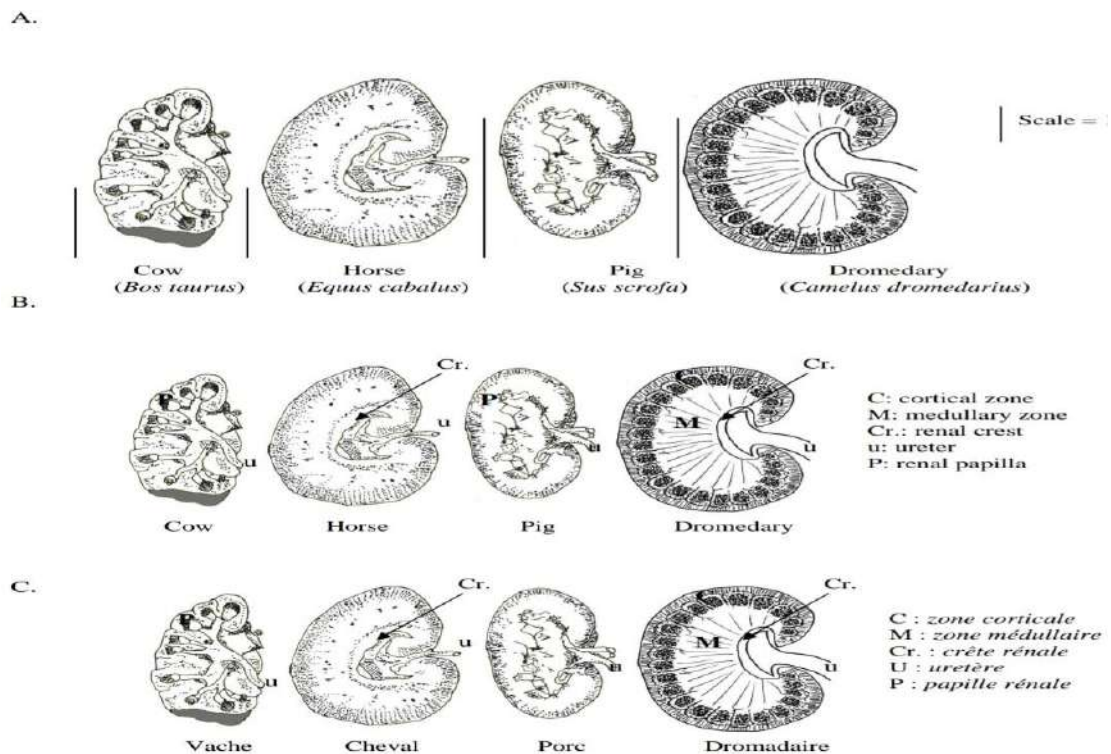 A.
Scale =
Cow Horse Pig Dromedary
(Bos taurus) (Equus cabalus) (Sus scrofa) (Camelus dromedarius)
B.
Cr. Cr.
P u P C M u u u
C: cortical zone
M: medullary zone
Cr.: renal crest
u: ureter
P: renal papilla
Cow Horse Pig Dromedary
C.
Cr. Cr.
P u u u C M u
C : zone corticale
M : zone médullaire
Cr. : crête rénale
U : uretère
P : papille rénale
Vache Cheval Porc Dromadaire